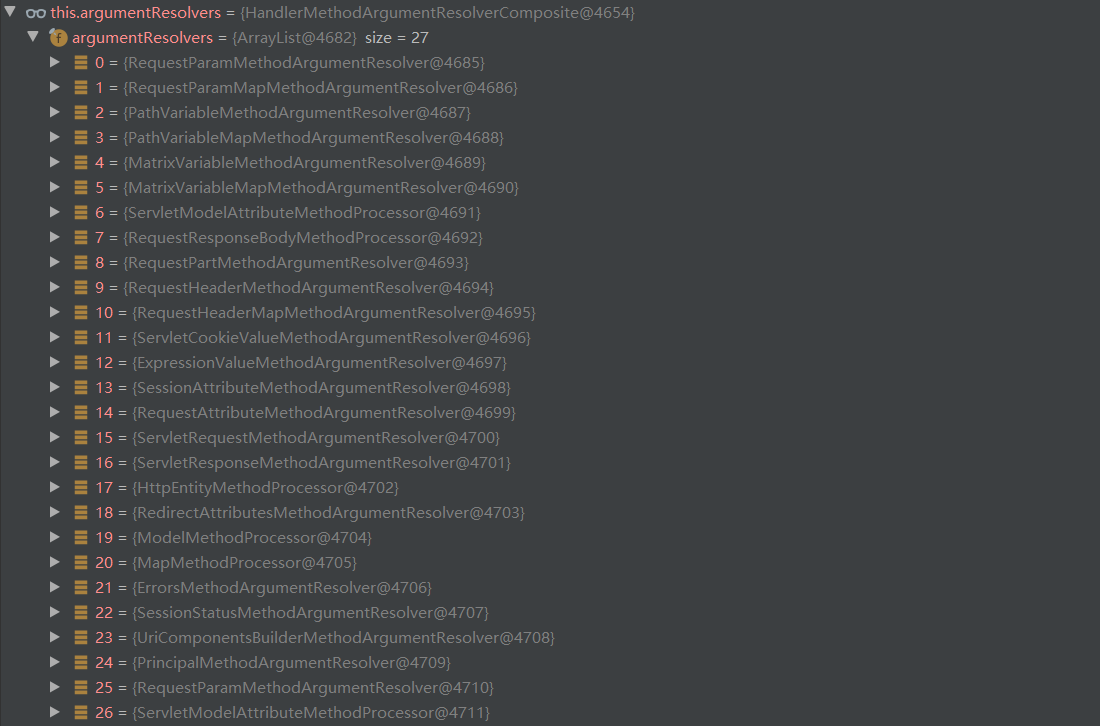 this.argumentResolvers = {HandlerMethodArgumentResolverComposite@4654}
f argumentResolvers = {ArrayList@4682} size = 27
0 = {RequestParamMethodArgumentResolver@4685}
1 = {RequestParamMapMethodArgumentResolver@4686}
2 = {PathVariableMethodArgumentResolver@4687}
3 = {PathVariableMapMethodArgumentResolver@4688}
4 = {MatrixVariableMethodArgumentResolver@4689}
5 = {MatrixVariableMapMethodArgumentResolver@4690}
6 = {ServletModelAttributeMethodProcessor@4691}
7 = {RequestResponseBodyMethodProcessor@4692}
8 = {RequestPartMethodArgumentResolver@4693}
9 = {RequestHeaderMethodArgumentResolver@4694}
10 = {RequestHeaderMapMethodArgumentResolver@4695}
11 = {ServletCookieValueMethodArgumentResolver@4696}
12 = {ExpressionValueMethodArgumentResolver@4697}
13 = {SessionAttributeMethodArgumentResolver@4698}
14 = {RequestAttributeMethodArgumentResolver@4699}
15 = {ServletRequestMethodArgumentResolver@4700}
16 = {ServletResponseMethodArgumentResolver@4701}
17 = {HttpEntityMethodProcessor@4702}
18 = {RedirectAttributesMethodArgumentResolver@4703}
19 = {ModelMethodProcessor@4704}
20 = {MapMethodProcessor@4705}
21 = {ErrorsMethodArgumentResolver@4706}
22 = {SessionStatusMethodArgumentResolver@4707}
23 = {UriComponentsBuilderMethodArgumentResolver@4708}
24 = {PrincipalMethodArgumentResolver@4709}
25 = {RequestParamMethodArgumentResolver@4710}
26 = {ServletModelAttributeMethodProcessor@4711}